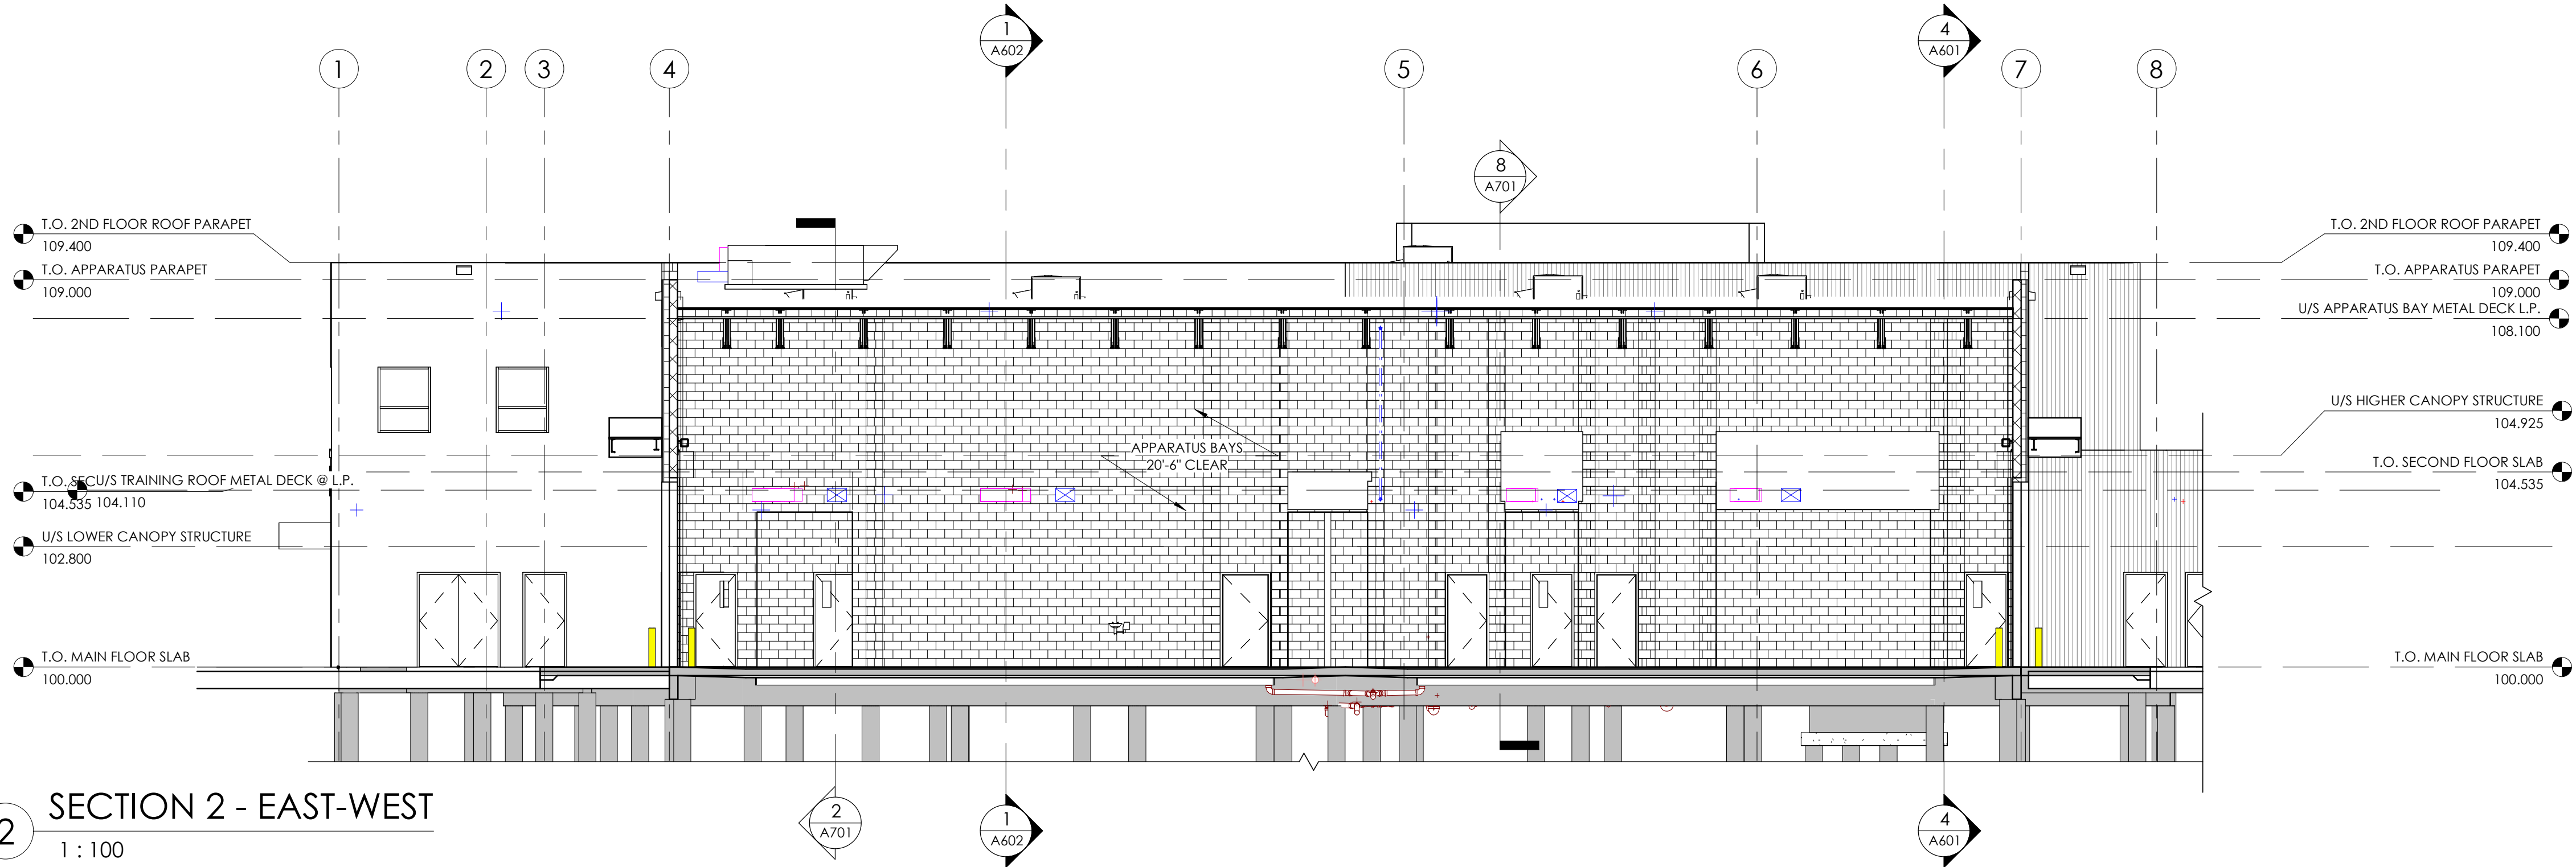 1
A602
4
A601
1
2
3
4
5
6
7
8
8
A701
T.O. 2ND FLOOR ROOF PARAPET
109.400
T.O. APPARATUS PARAPET
109.000
T.O. 2ND FLOOR ROOF PARAPET
109.400
T.O. APPARATUS PARAPET
109.000
U/S APPARATUS BAY METAL DECK L.P.
108.100
U/S HIGHER CANOPY STRUCTURE
104.925
APPARATUS BAYS
20'-6" CLEAR
T.O. SECOND FLOOR SLAB
104.535
T.O. SECU/S TRAINING ROOF METAL DECK @ L.P.
104.535 104.110
U/S LOWER CANOPY STRUCTURE
102.800
T.O. MAIN FLOOR SLAB
100.000
T.O. MAIN FLOOR SLAB
100.000
2
SECTION 2 - EAST-WEST
1 : 100
2
A701
1
A602
4
A601